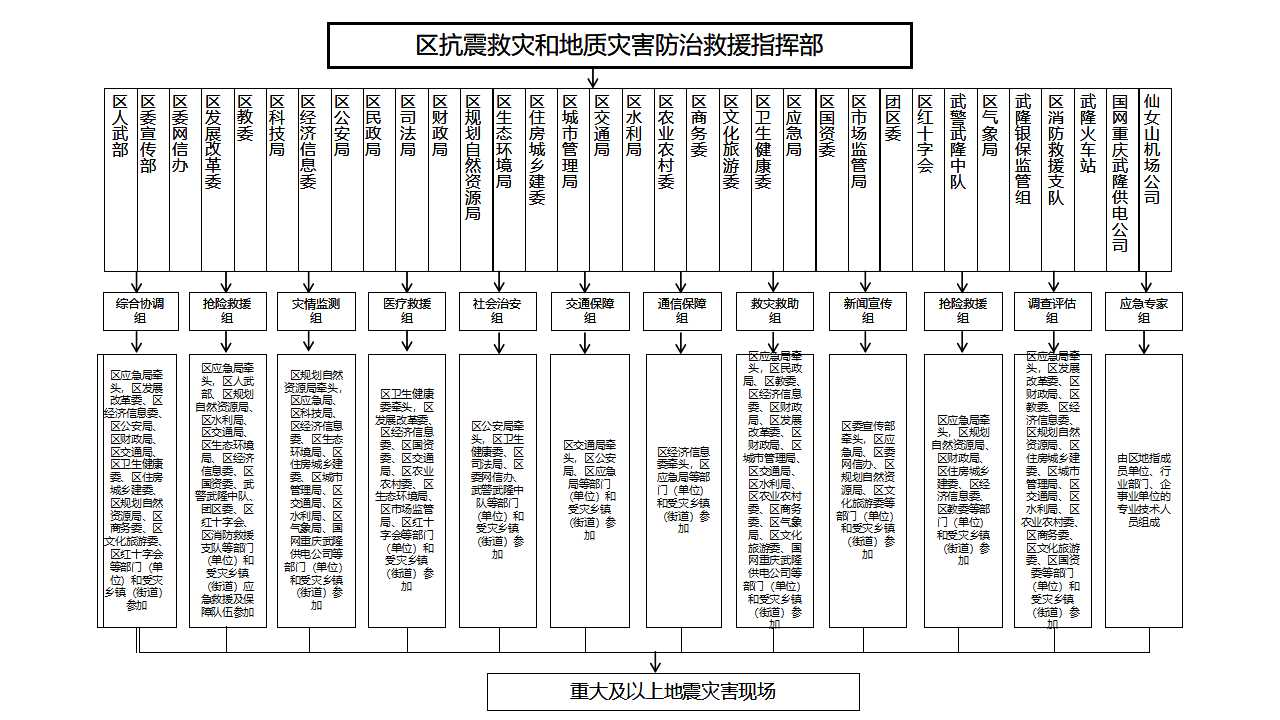 区抗震救灾和地质灾害防治救援指挥部
区人武部
区委宣传部
区委网信办
区发展改革委
区教委
区科技局
区经济信息委
区公安局
区民政局
区司法局
区财政局
区规划自然资源局
区生态环境局
区住房城乡建委
区城市管理局
区交通局
区水利局
区农业农村委
区商务委
区文化旅游委
区卫生健康委
区应急局
区国资委
区市场监管局
团区委
区红十字会
武警武隆中队
区气象局
武隆银保监管组
区消防救援支队
武隆火车站
国网重庆武隆供电公司
仙女山机场公司
综合协调
组
抢险救援
组
灾情监测
组
医疗救援
组
社会治安
组
交通保障
组
通信保障
组
救灾救助
组
新闻宣传
组
抢险救援
组
调查评估
组
应急专家
组
区应急局牵
头，区发展
改革委、区
经济信息委、
区公安局、
区财政局、
区交通局、
区卫生健康
委、区住房
城乡建委、
区规划自然
资源局、区
商务委、区
文化旅游委、
区红十字会
等部门（单
位）和受灾
乡镇（街道）
参加
区应急局牵
头，区人武
部、区规划
自然资源局、
区水利局、
区交通局、
区生态环境
局、区经济
信息委、区
国资委、武
警武隆中队、
团区委、区
红十字会、
区消防救援
支队等部门
（单位）和
受灾乡镇
（街道）应
急救援及保
障队伍参加
区规划自然
资源局牵头，
区应急局、
区科技局、
区经济信息
委、区生态
环境局、区
住房城乡建
委、区城市
管理局、区
交通局、区
水利局、区
气象局、国
网重庆武隆
供电公司等
部门（单位）
和受灾乡镇
（街道）参
加
区卫生健康
委牵头，区
发展改革委、
区经济信息
委、区国资
委、区交通
局、区农业
农村委、区
生态环境局、
区市场监管
局、区红十
字会等部门
（单位）和
受灾乡镇
（街道）参
加
区公安局牵
头，区卫生
健康委、区
司法局、区
委网信办、
武警武隆中
队等部门
（单位）和
受灾乡镇
（街道）参
加
区交通局牵
头，区公安
局、区应急
局等部门
（单位）和
受灾乡镇
（街道）参
加
区经济信息
委牵头，区
应急局等部
门（单位）
和受灾乡镇
（街道）参
加
区应急局牵
头，区民政
局、区教委、
区经济信息
委、区财政
局、区发展
改革委、区
财政局、区
城市管理局、
区交通局、
区水利局、
区农业农村
委、区商务
委、区气象
局、区文化
旅游委、国
网重庆武隆
供电公司等
部门（单位）
和受灾乡镇
（街道）参
加
区委宣传部
牵头，区应
急局、区委
网信办、区
规划自然资
源局、区文
化旅游委等
部门（单位）
和受灾乡镇
（街道）参
加
区应急局牵
头，区规划
自然资源局、
区财政局、
区住房城乡
建委、区经
济信息委、
区教委等部
门（单位）
和受灾乡镇
（街道）参
加
区应急局牵
头，区发展
改革委、区
财政局、区
教委、区经
济信息委、
区规划自然
资源局、区
住房城乡建
委、区城市
管理局、区
交通局、区
水利局、区
农业农村委、
区商务委、
区文化旅游
委、区国资
委等部门
（单位）和
受灾乡镇
（街道）参
加
由区地指成
员单位、行
业部门、企
事业单位的
专业技术人
员组成
重大及以上地震灾害现场